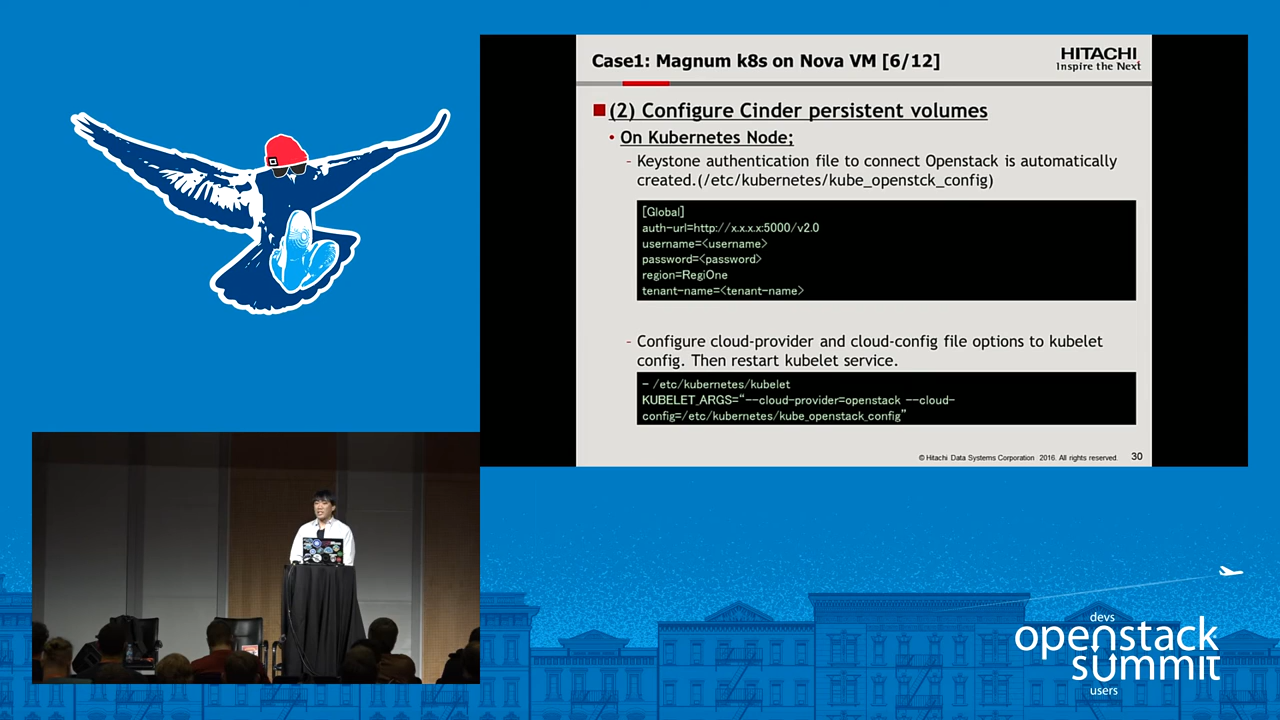 Case1: Magnum k8s on Nova VM [6/12]
HITACHI
Inspire the Next
(2) Configure Cinder persistent volumes
• On Kubernetes Node;
- Keystone authentication file to connect Openstack is automatically
created.(/etc/kubernetes/kube_openstck_config)
[Global]
auth-url=http://x.x.x.x:5000/v2.0
username=<username>
password=<password>
region=RegiOne
tenant-name=<tenant-name>
- Configure cloud-provider and cloud-config file options to kubelet
config. Then restart kubelet service.
- /etc/kubernetes/kubelet
KUBELET_ARGS=“--cloud-provider=openstack --cloud-
config=/etc/kubernetes/kube_openstack_config”
© Hitachi Data Systems Corporation 2016. All rights reserved.
30
devs
openstack
summit
users